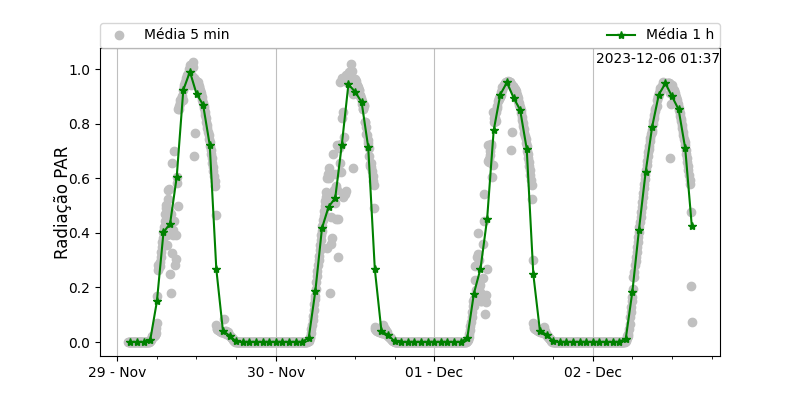 Média 5 min
Média 1 h
2023-12-06 01:37
Radiação PAR
1.0
0.8
0.6
0.4
0.2
0.0
29 - Nov
30 - Nov
01 - Dec
02 - Dec